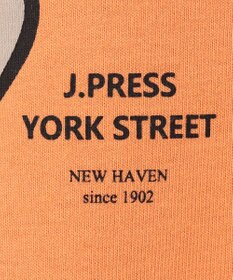 J.PRESS
YORK STREET
NEW HAVEN
since 1902